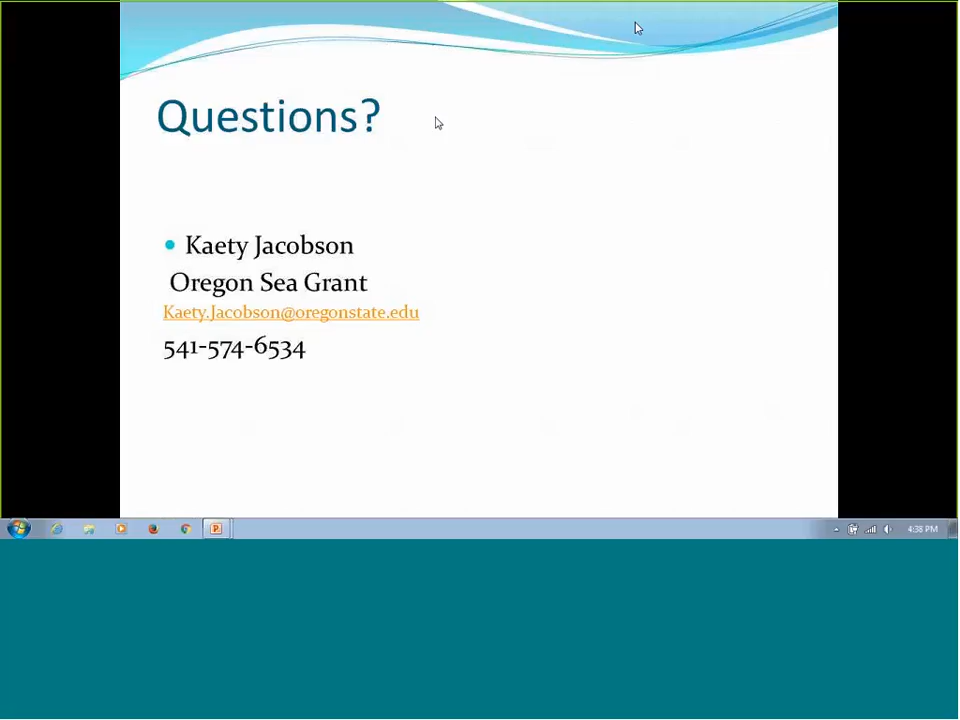 Questions?
Kaety Jacobson
Oregon Sea Grant
Kaety.Jacobson@oregonstate.edu
541-574-6534
4:38 PM